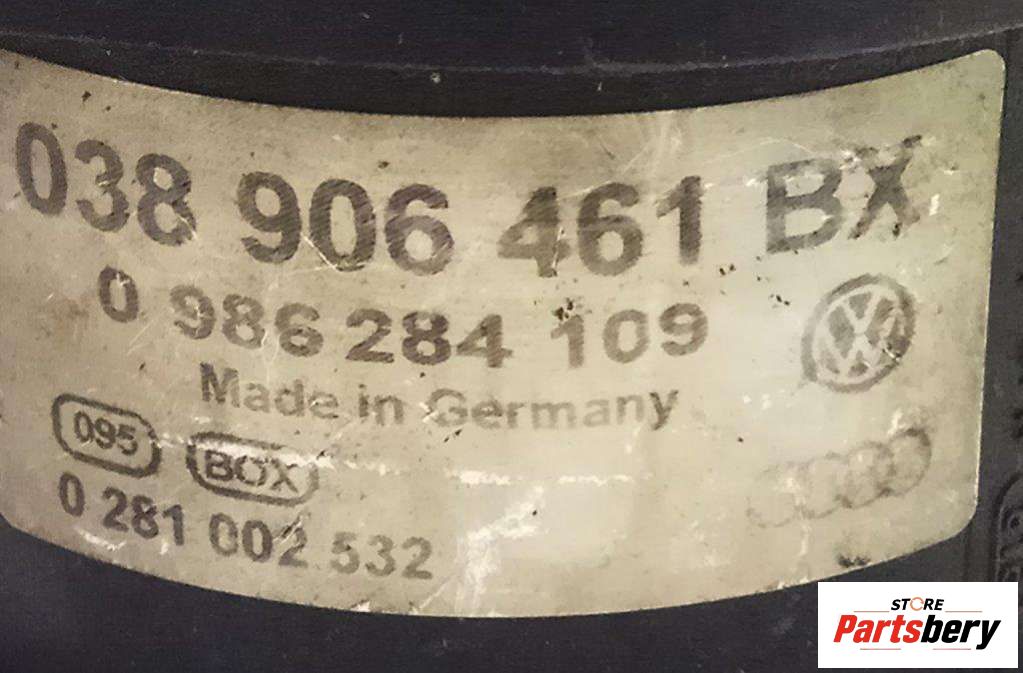 038 906 461 BX
0 986 284 109
Made in Germany
095 BOX
0 281 002 532
STORE
Partsbery